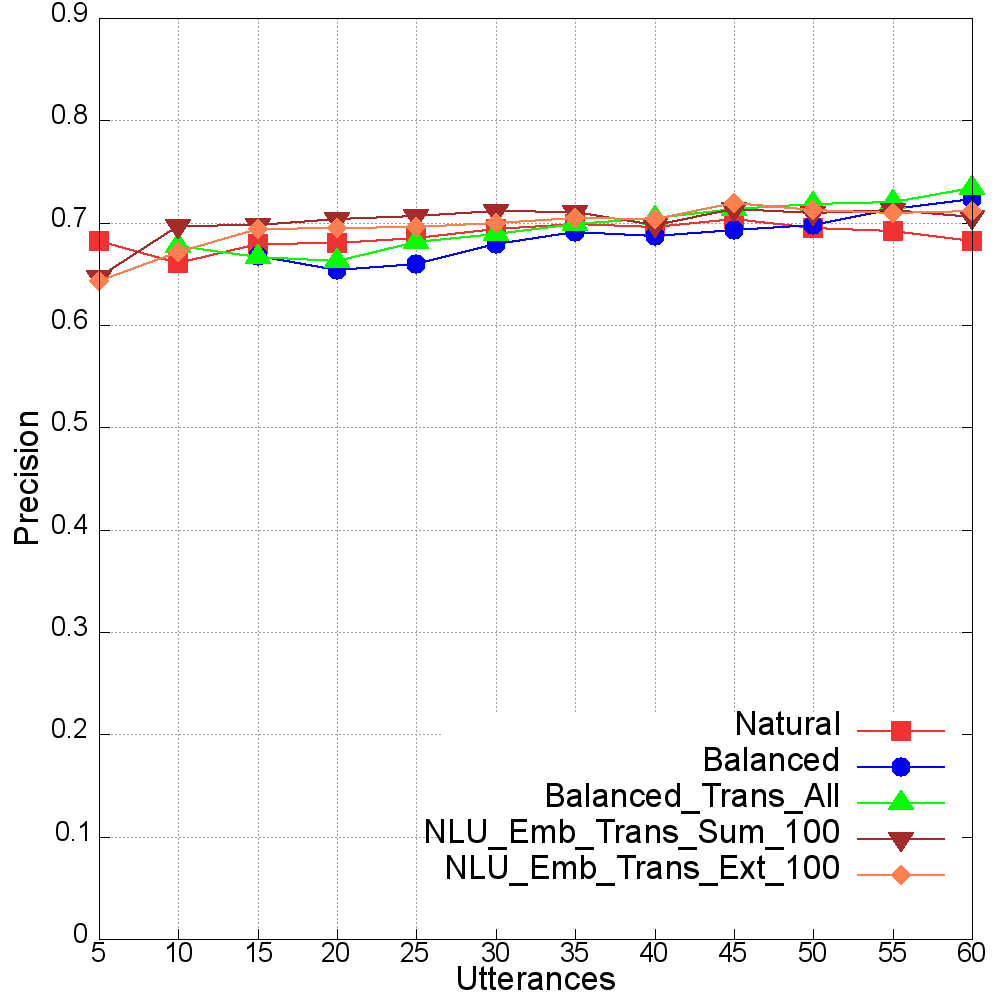 0.9
0.8
0.7
0.6
0.5
0.4
0.3
0.2
0.1
0
Precision
Natural
Balanced
Balanced_Trans_All
NLU_Emb_Trans_Sum_100
NLU_Emb_Trans_Ext_100
5 10 15 20 25 30 35 40 45 50 55 60
Utterances